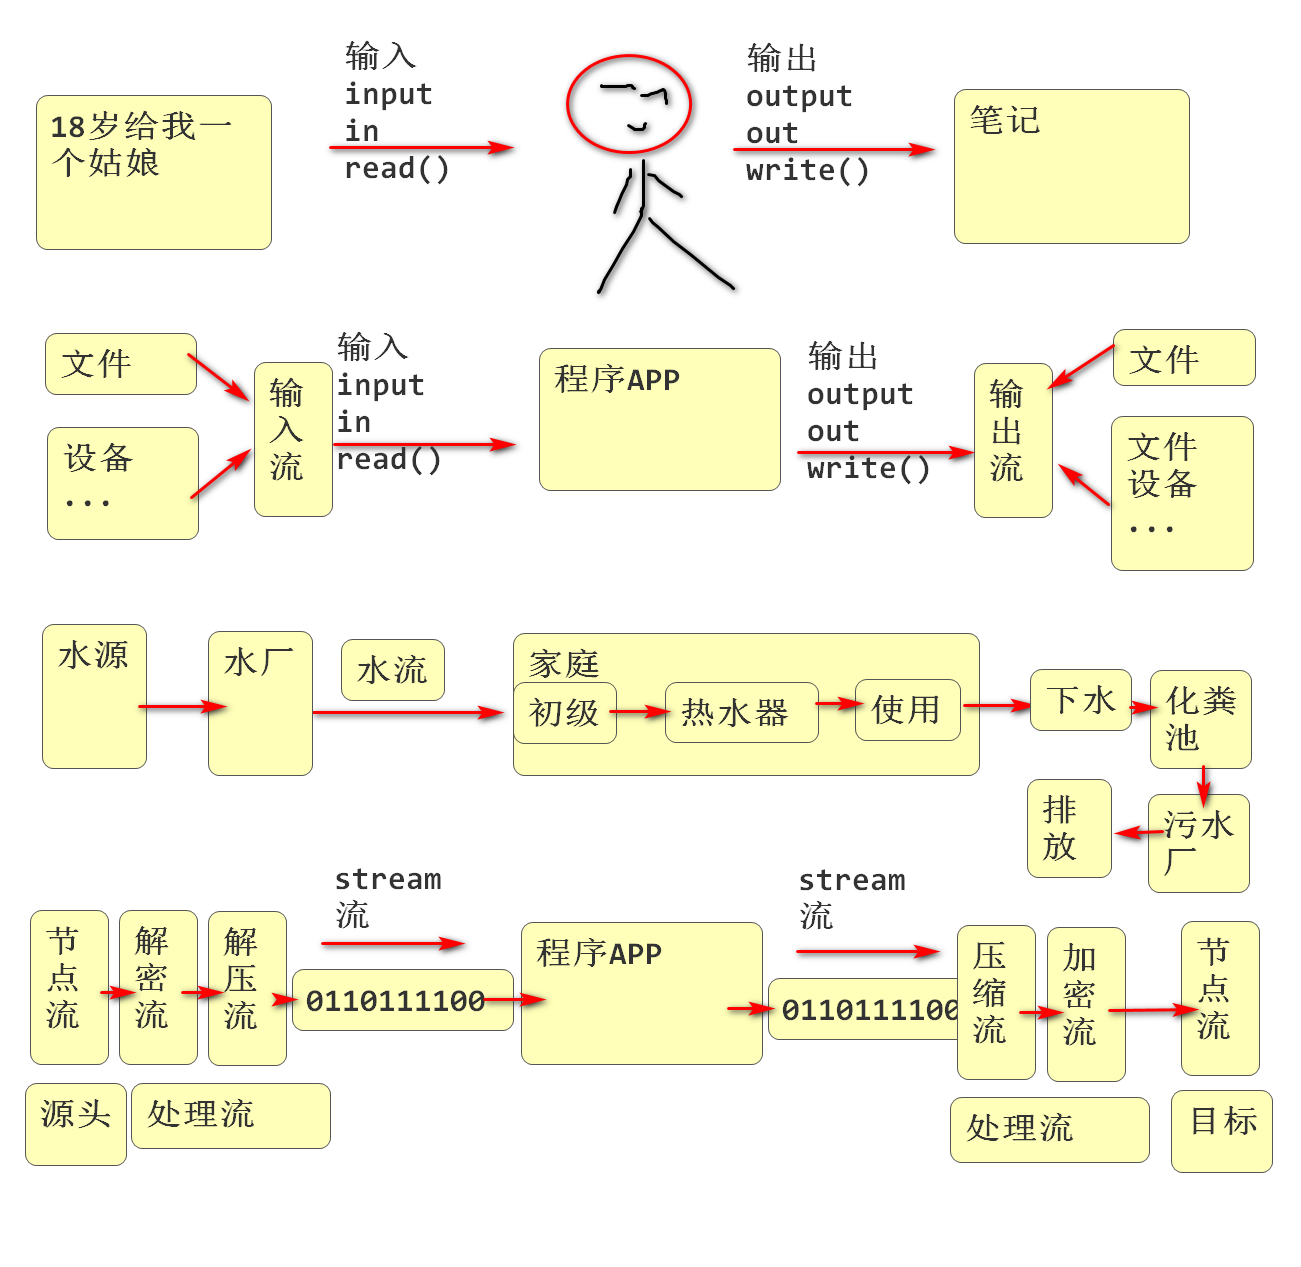 输入
input
in
read()
输出
output
out
write()
18岁给我一
个姑娘
笔记
文件
设备
...
输
入
流
输入
input
in
read()
程序APP
输出
output
out
write()
输
出
流
文件
文件
设备
...
水源
水厂
水流
家庭
初级
热水器
使用
下水
化粪
池
污水
厂
排
放
stream
流
stream
流
节
点
流
解
密
流
解
压
流
0110111100
程序APP
0110111100
压
缩
流
加
密
流
节
点
流
源头
处理流
处理流
目标